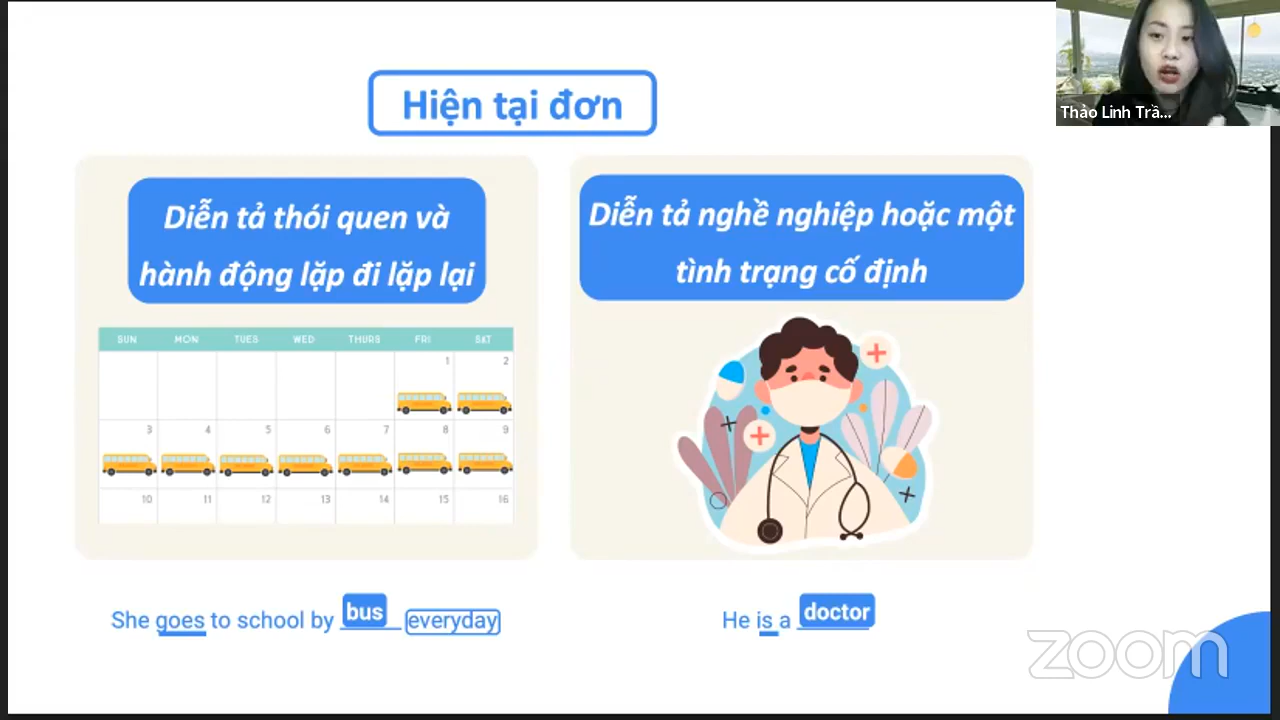 Thảo Linh Trầ...
Hiện tại đơn
Diễn tả thói quen và
hành động lặp đi lặp lại
Diễn tả nghề nghiệp hoặc một
tình trạng cố định
SUN MON TUES WED THURS FRI SAT
1 2
3 4 5 6 7 8 9
10 11 12 13 14 15 16
She goes to school by bus everyday
He is a doctor
zoom